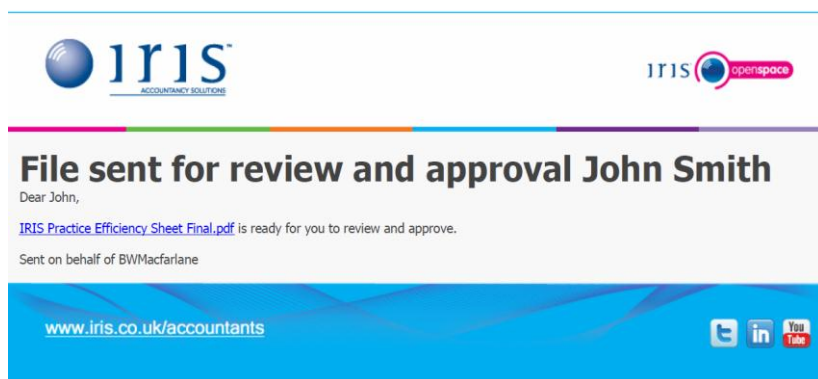 IRIS
ACCOUNTANCY SOLUTIONS
IRIS openspace
File sent for review and approval John Smith
Dear John,
IRIS Practice Efficiency Sheet Final.pdf is ready for you to review and approve.
Sent on behalf of BWMacfarlane
www.iris.co.uk/accountants
in
You
Tube